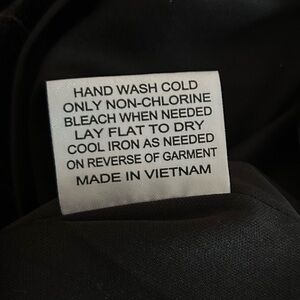 HAND WASH COLD
ONLY NON-CHLORINE
BLEACH WHEN NEEDED
LAY FLAT TO DRY
COOL IRON AS NEEDED
ON REVERSE OF GARMENT
MADE IN VIETNAM